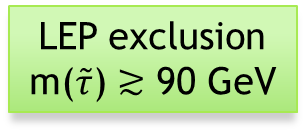 LEP exclusion
m(τ̃) ≳ 90 GeV